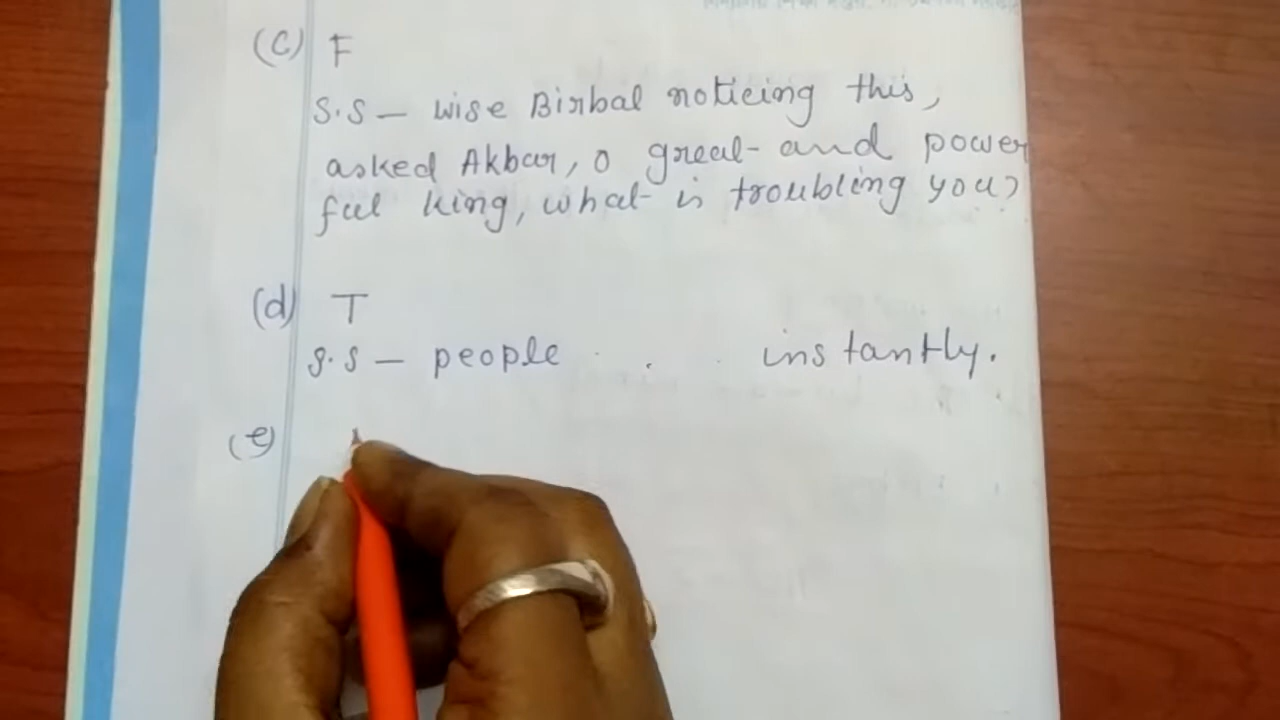 (C) F
S.S — wise Birbal noticing this,
asked Akbar, o great and power
ful king, what is troubling you?
(d) T
S.S — people . . . instantly.
(e)